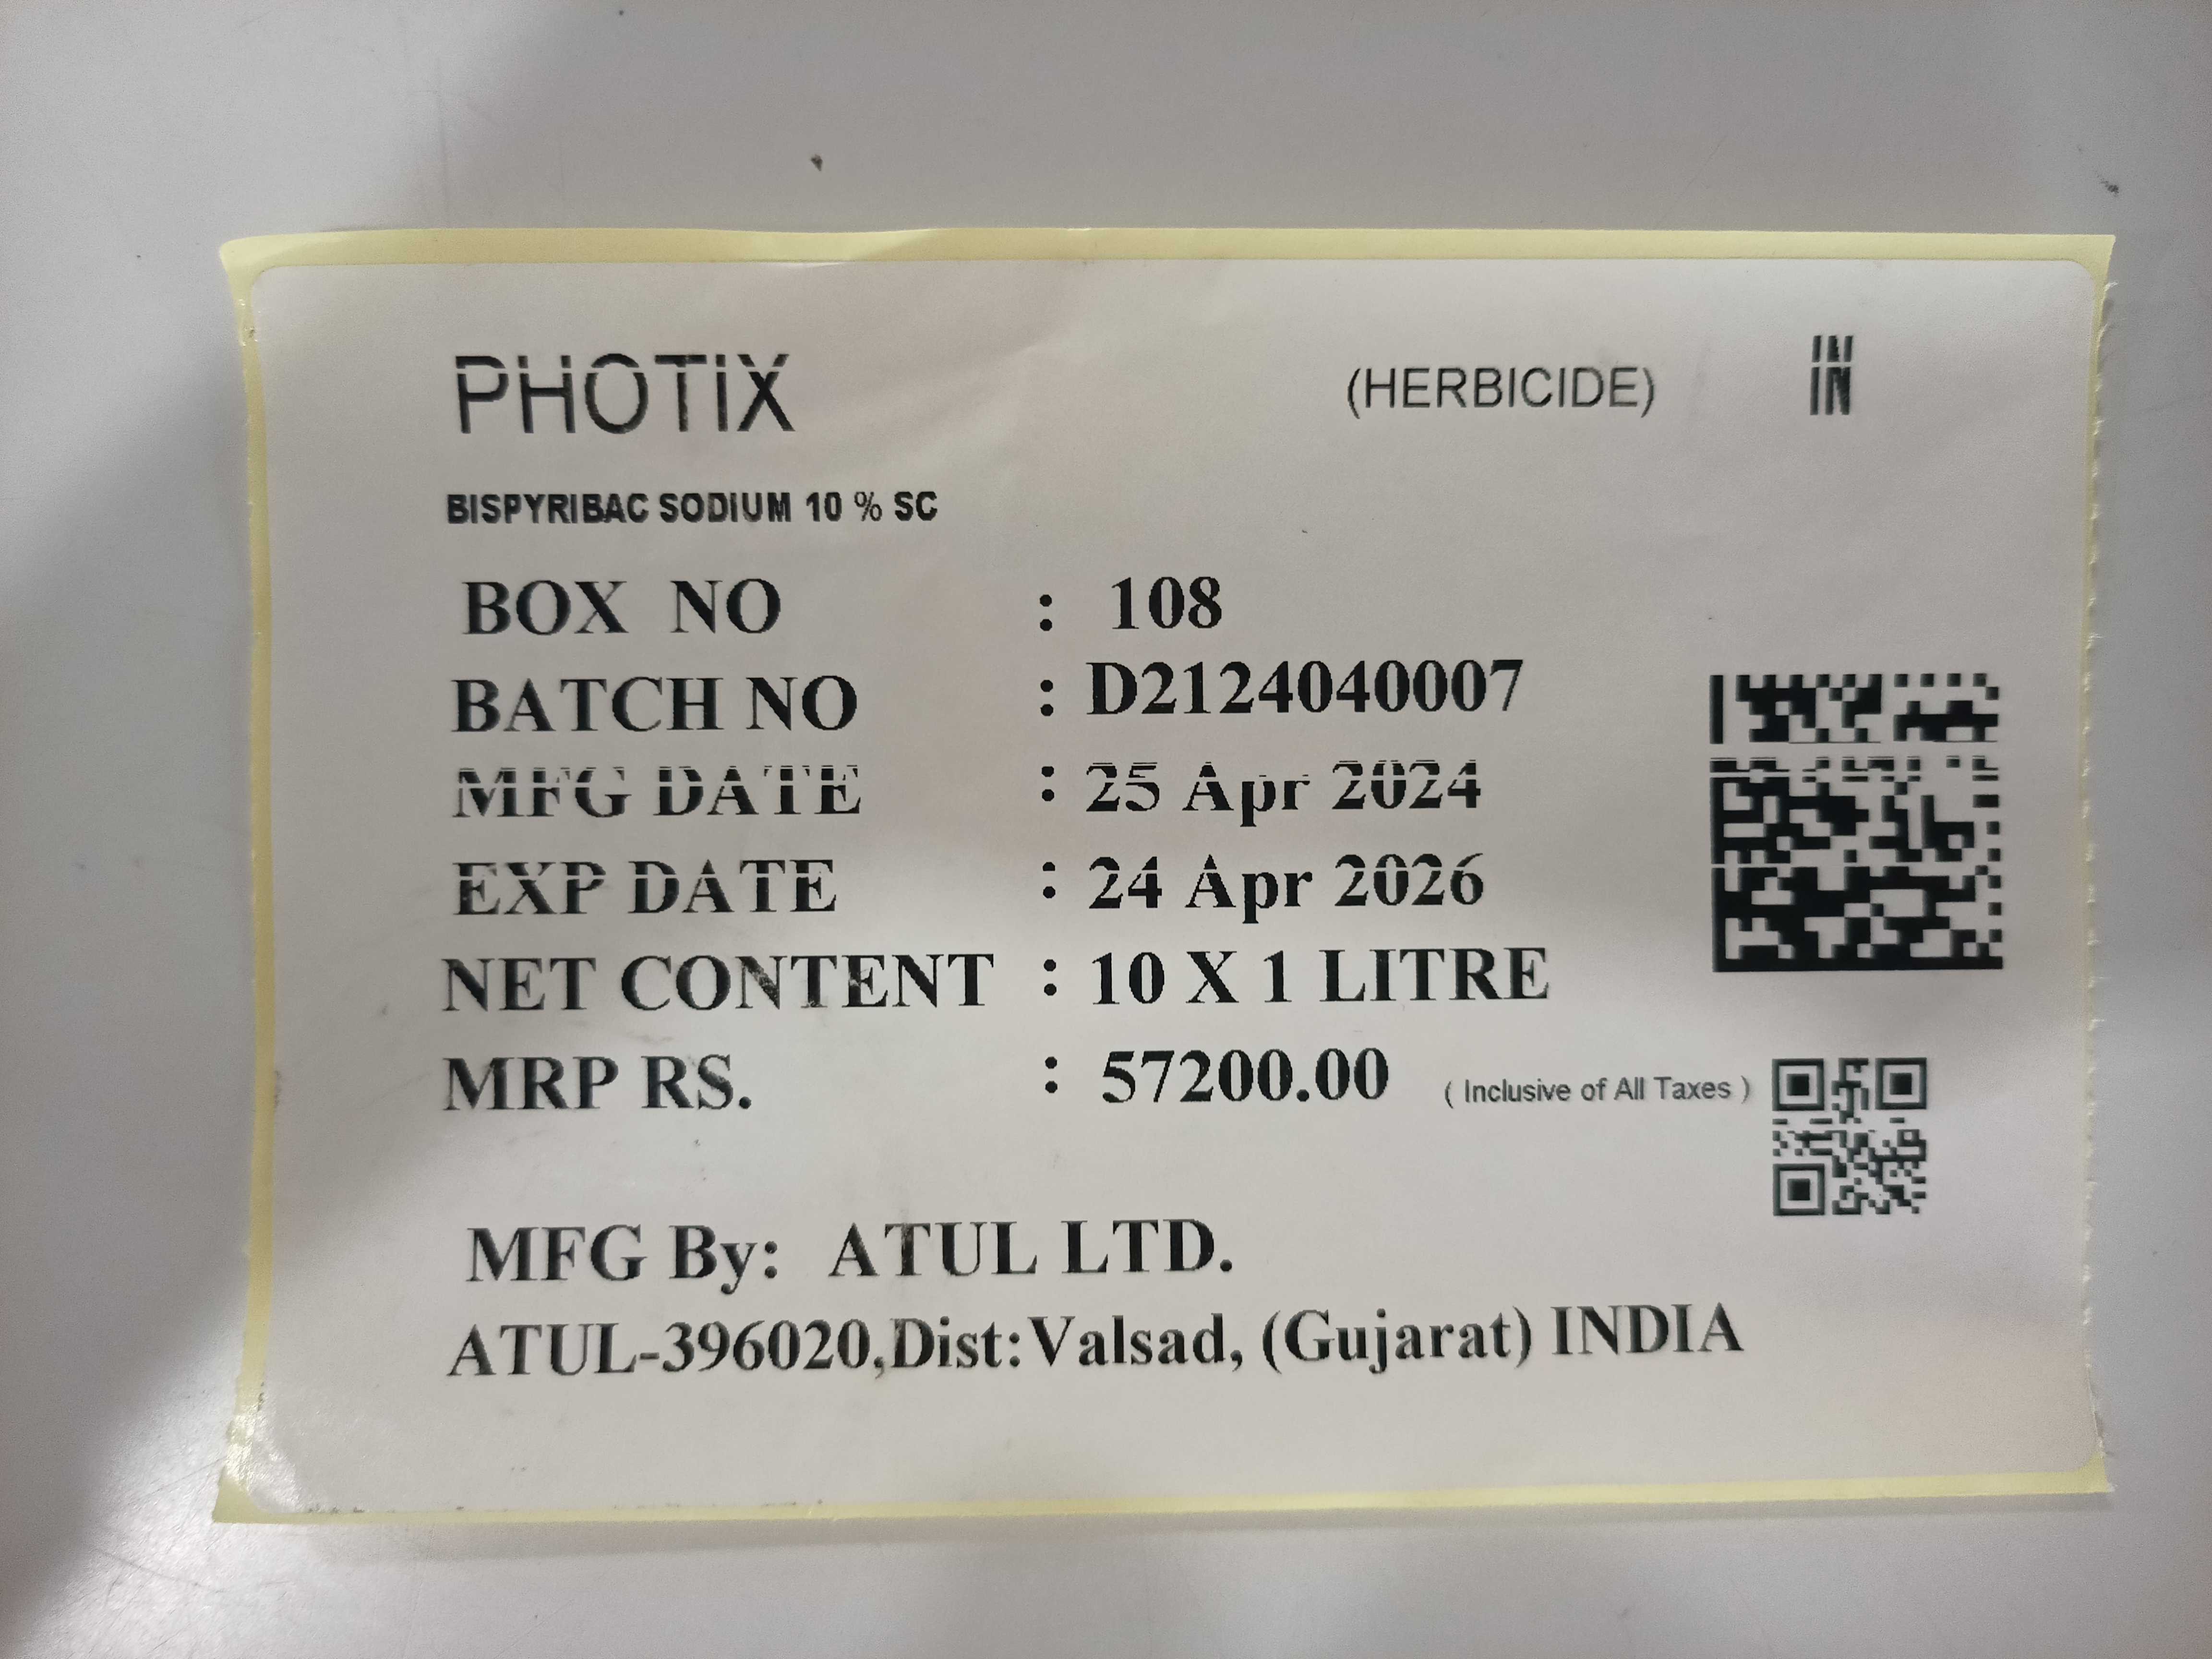 PHOTIX (HERBICIDE) IN
BISPYRIBAC SODIUM 10 % SC
BOX NO : 108
BATCH NO : D2124040007
MFG DATE : 25 Apr 2024
EXP DATE : 24 Apr 2026
NET CONTENT : 10 X 1 LITRE
MRP RS. : 57200.00 ( Inclusive of All Taxes )
MFG By: ATUL LTD.
ATUL-396020,Dist:Valsad, (Gujarat) INDIA